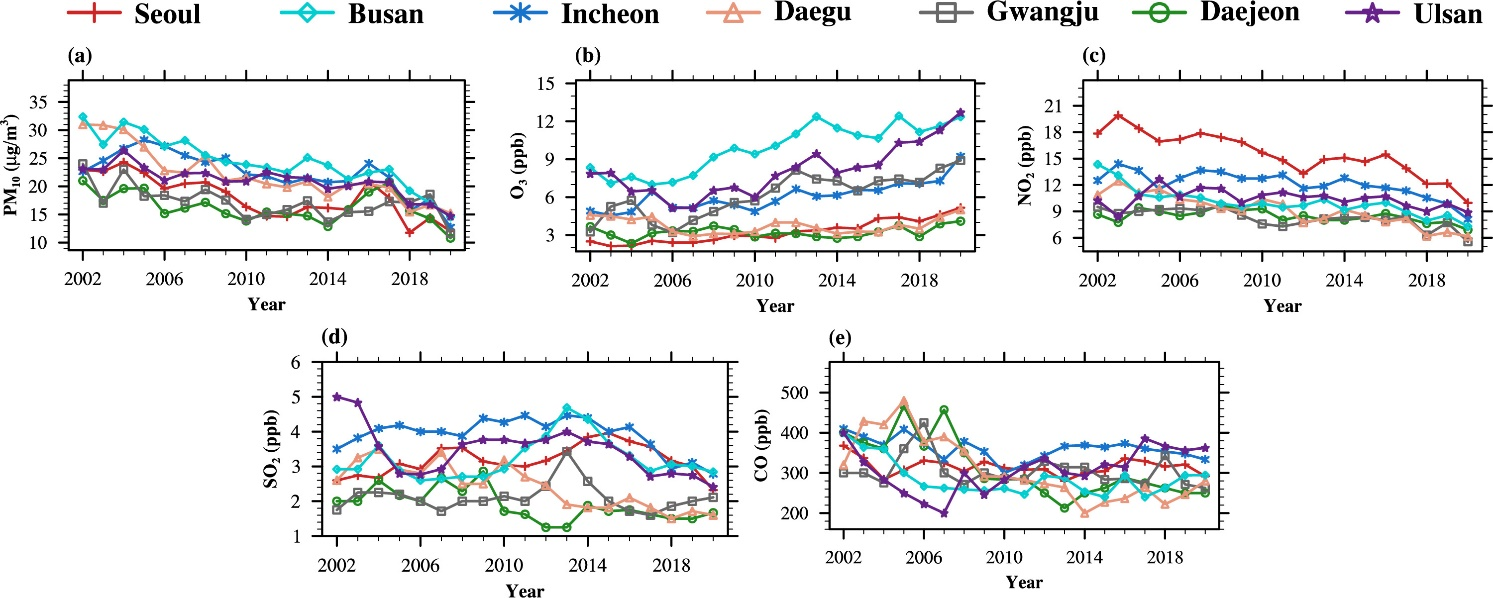 Seoul Busan Incheon Daegu Gwangju Daejeon Ulsan
(a) (b) (c)
PM10 (μg/m3)
35
30
25
20
15
10
2002 2006 2010 2014 2018
Year
O3 (ppb)
15
12
9
6
3
2002 2006 2010 2014 2018
Year
NO2 (ppb)
21
18
15
12
9
6
2002 2006 2010 2014 2018
Year
(d) (e)
SO2 (ppb)
6
5
4
3
2
1
2002 2006 2010 2014 2018
Year
CO (ppb)
500
400
300
200
2002 2006 2010 2014 2018
Year